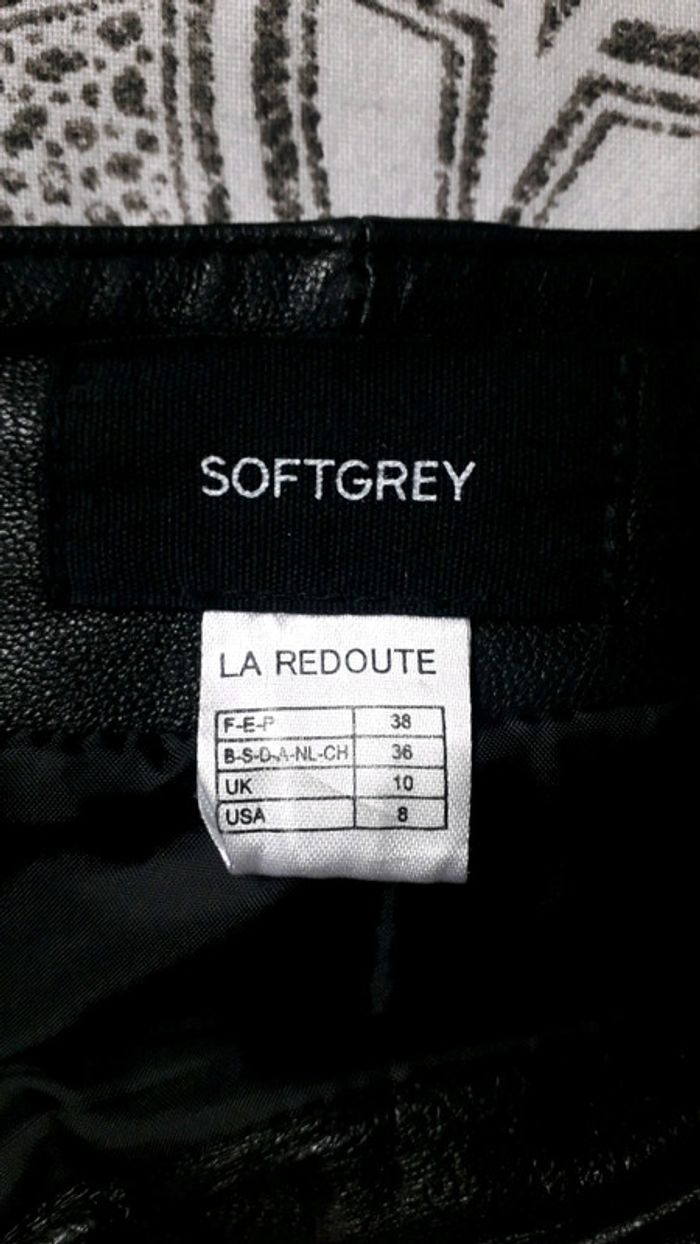 SOFTGREY
LA REDOUTE
F-E-P 38
B-S-D-A-NL-CH 36
UK 10
USA 8